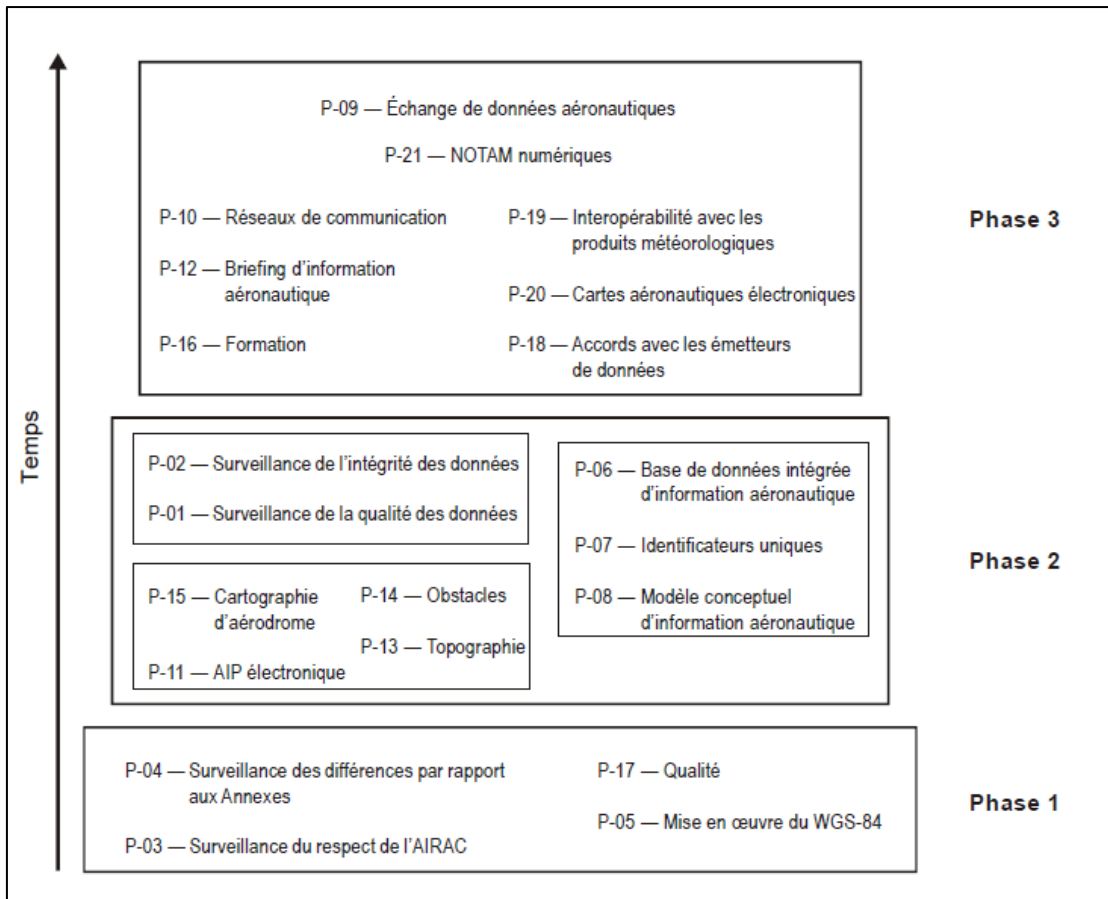 P-09 — Échange de données aéronautiques
P-21 — NOTAM numériques
P-10 — Réseaux de communication
P-12 — Briefing d'information
aéronautique
P-16 — Formation
P-19 — Interopérabilité avec les
produits météorologiques
P-20 — Cartes aéronautiques électroniques
P-18 — Accords avec les émetteurs
de données
Phase 3
Temps
P-02 — Surveillance de l'intégrité des données
P-01 — Surveillance de la qualité des données
P-15 — Cartographie
d'aérodrome
P-11 — AIP électronique
P-14 — Obstacles
P-13 — Topographie
P-06 — Base de données intégrée
d'information aéronautique
P-07 — Identificateurs uniques
P-08 — Modèle conceptuel
d'information aéronautique
Phase 2
P-04 — Surveillance des différences par rapport
aux Annexes
P-03 — Surveillance du respect de l'AIRAC
P-17 — Qualité
P-05 — Mise en œuvre du WGS-84
Phase 1